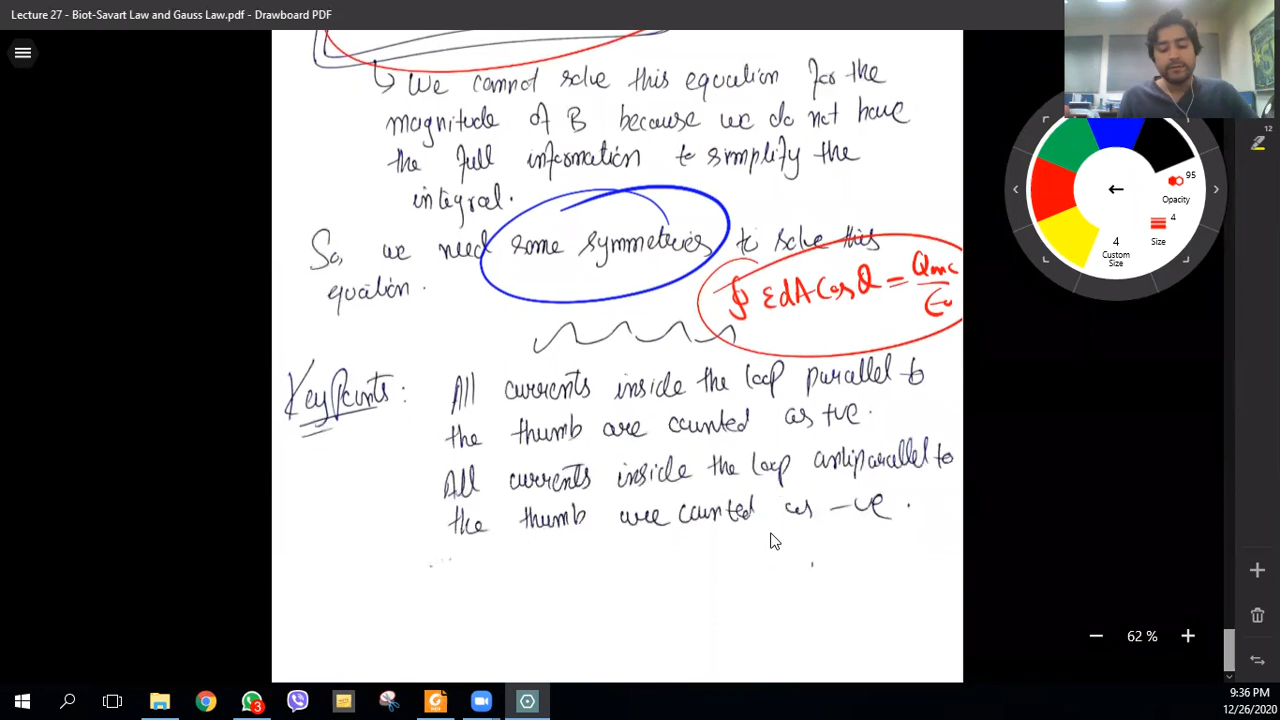 Lecture 27 - Biot-Savart Law and Gauss Law.pdf - Drawboard PDF
↳ We cannot solve this equation for the
magnitude of B because we do not have
the full information to simplify the
integral.
So, we need some symmetries to solve this
equation.
∮ EdA Cos θ = Qenc/ε0
Key Points: All currents inside the loop parallel to
the thumb are counted as +ve.
All currents inside the loop antiparallel to
the thumb are counted as -ve.
12
95
Opacity
4
Size
4
Custom
Size
62 %
3
9:36 PM
12/26/2020